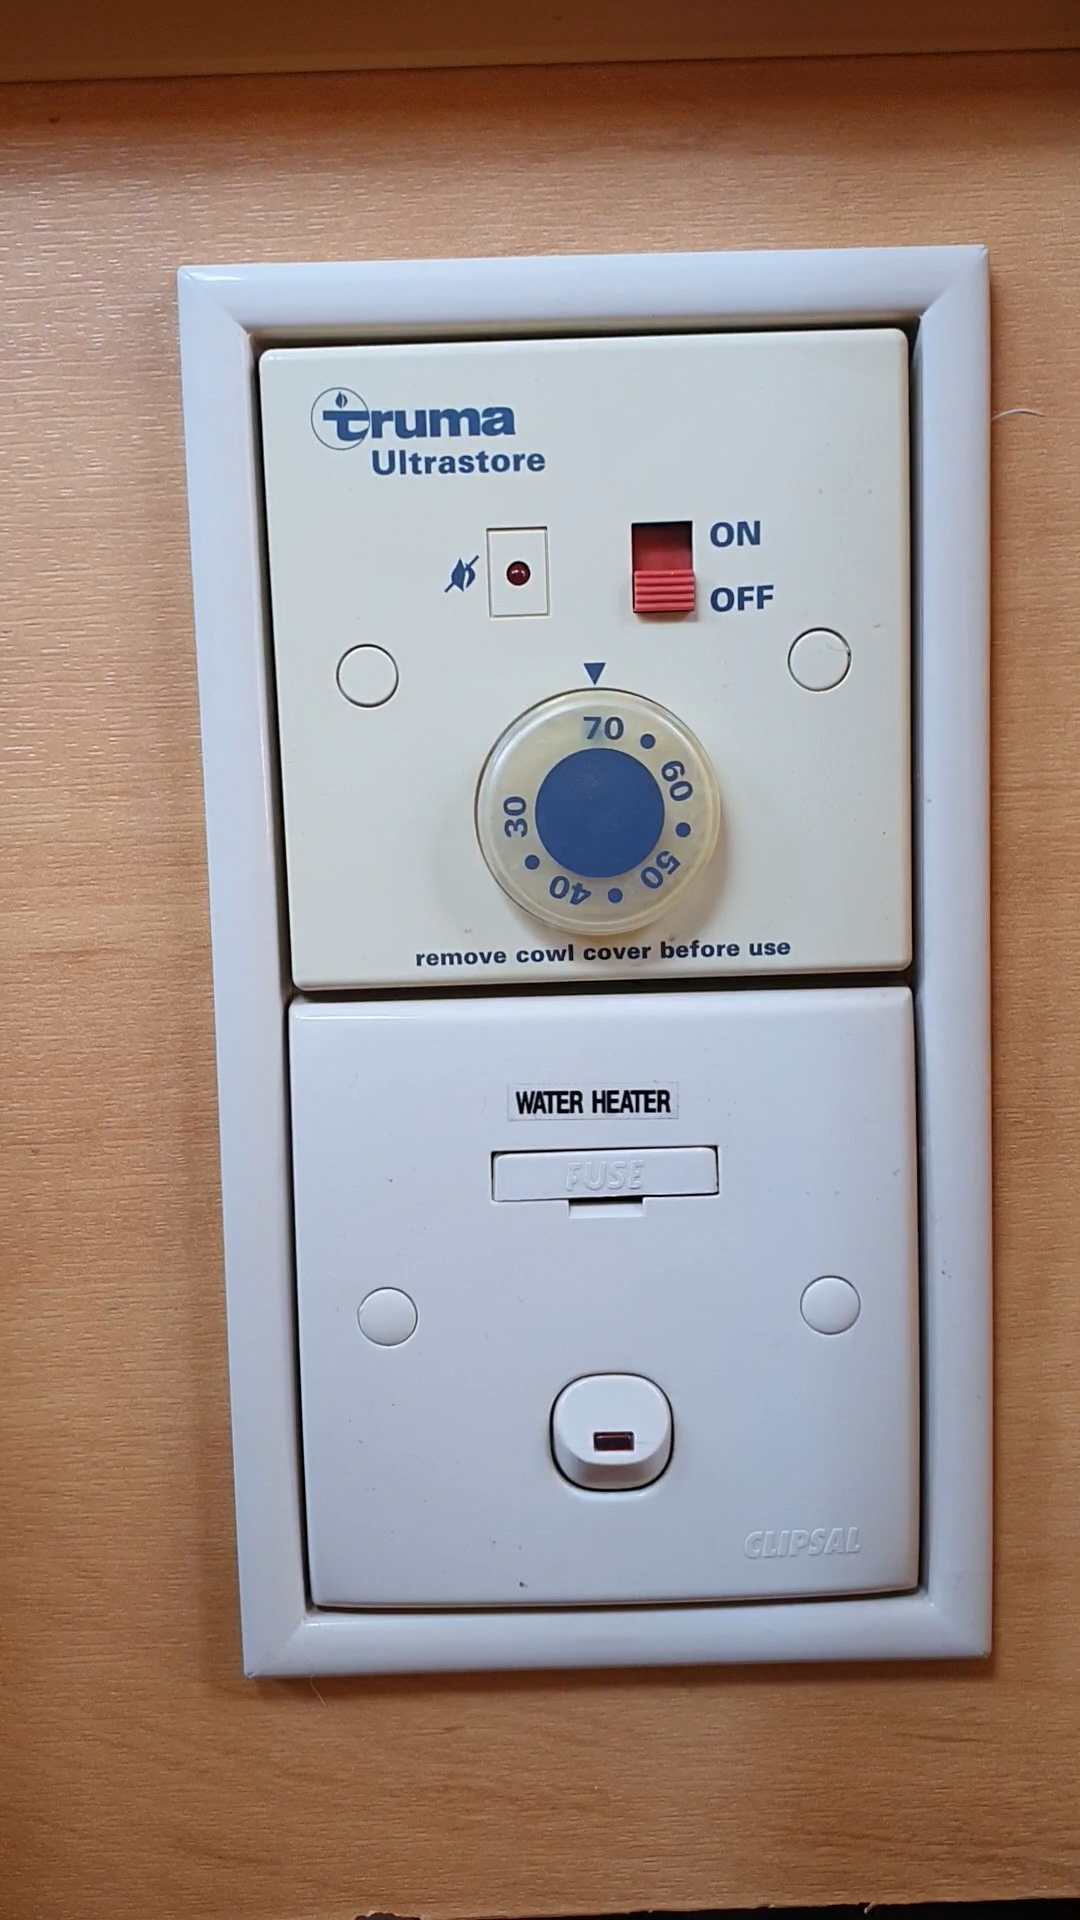 truma
Ultrastore
ON
OFF
70
60
50
40
30
remove cowl cover before use
WATER HEATER
FUSE
CLIPSAL